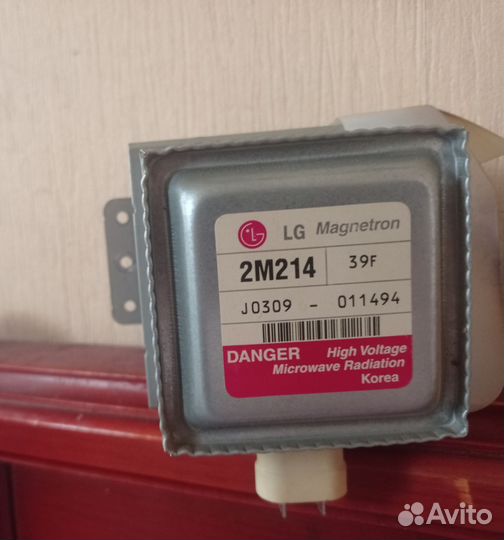 LG Magnetron
2M214 39F
J0309 - 011494
DANGER High Voltage
Microwave Radiation
Korea
Avito